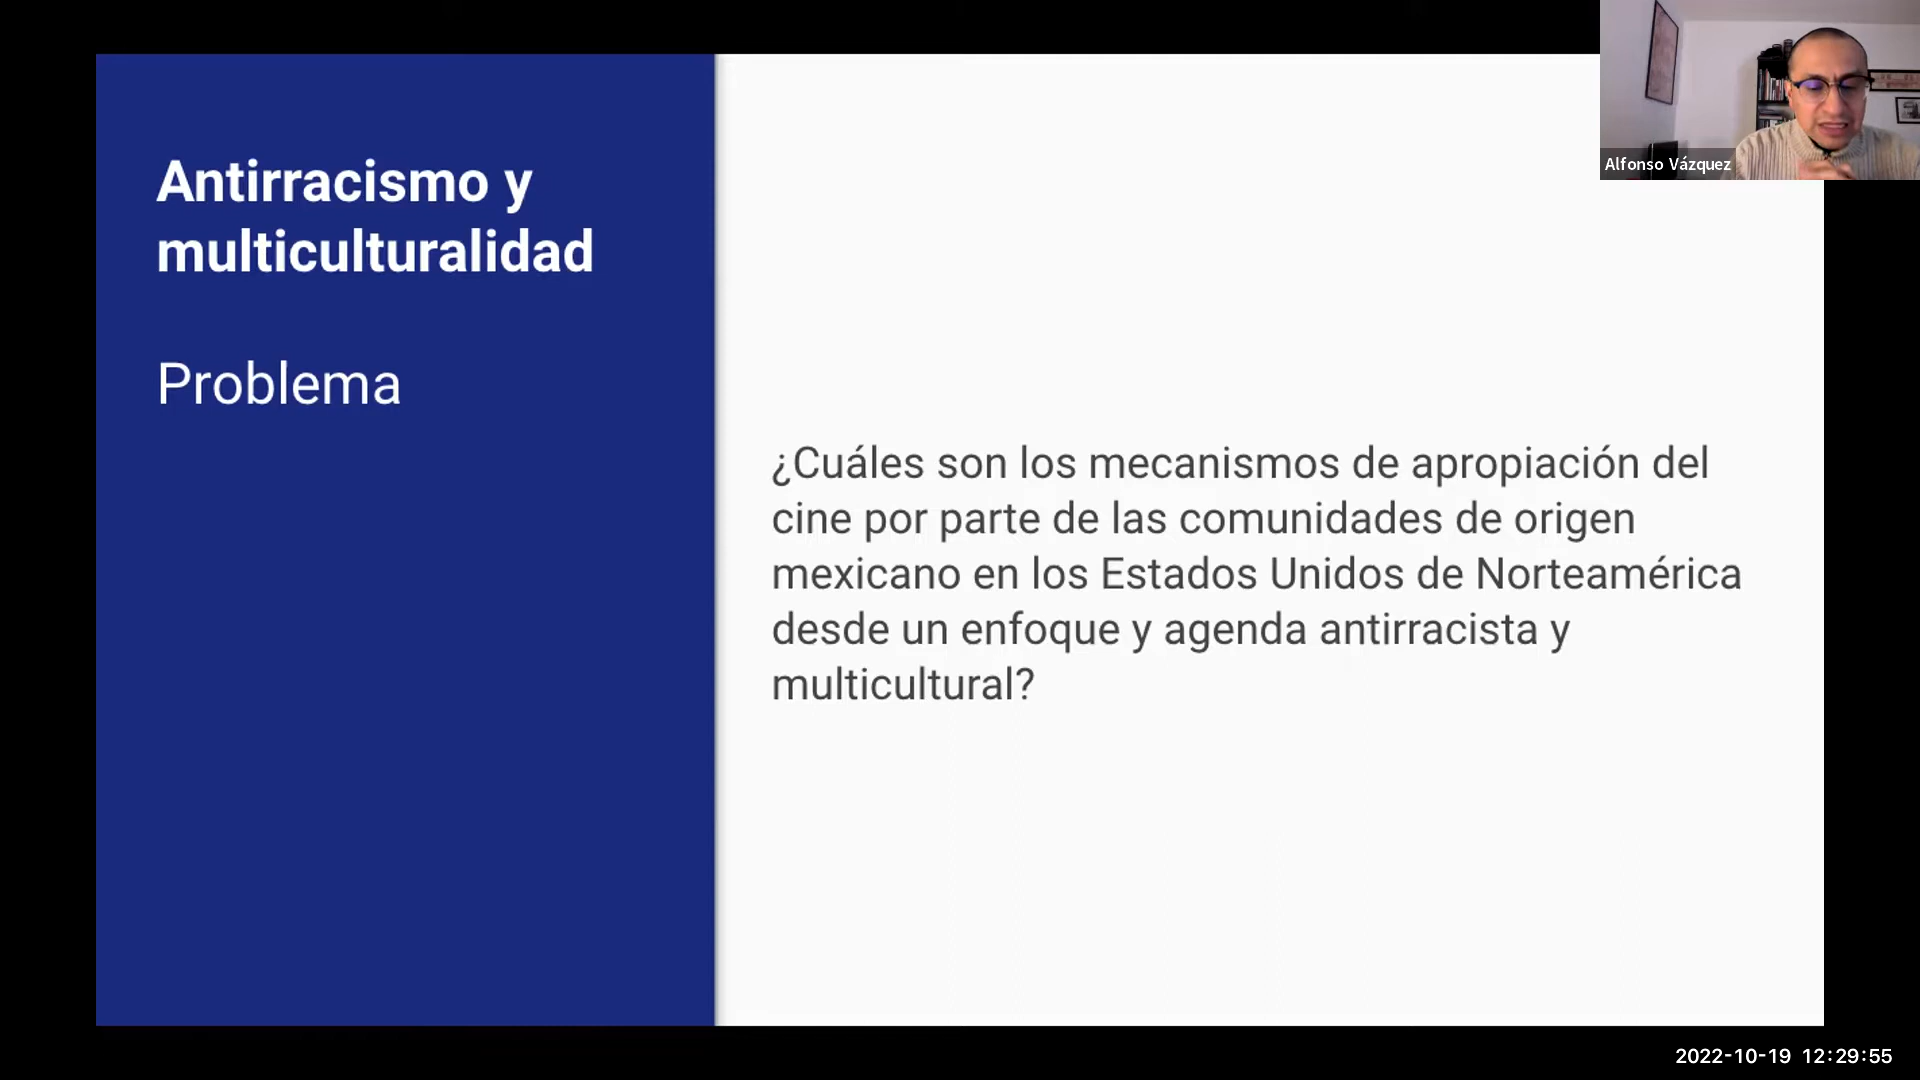 Antirracismo y
multiculturalidad
Problema
¿Cuáles son los mecanismos de apropiación del
cine por parte de las comunidades de origen
mexicano en los Estados Unidos de Norteamérica
desde un enfoque y agenda antirracista y
multicultural?
Alfonso Vázquez
2022-10-19 12:29:55